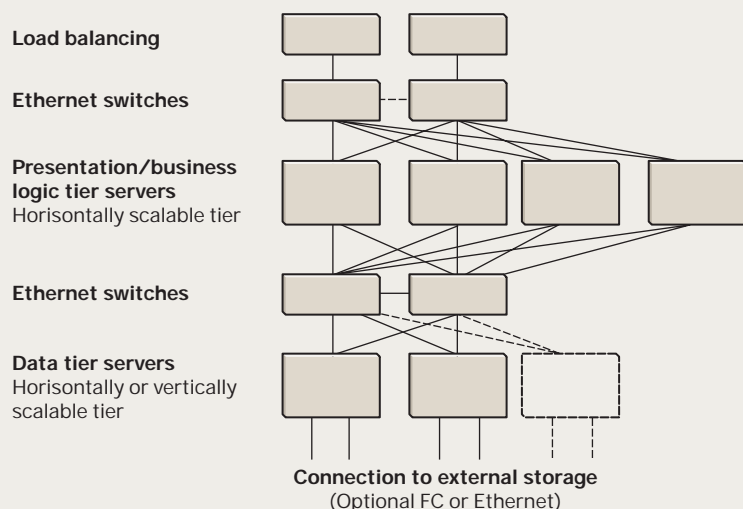 Load balancing
Ethernet switches
Presentation/business
logic tier servers
Horisontally scalable tier
Ethernet switches
Data tier servers
Horisontally or vertically
scalable tier
Connection to external storage
(Optional FC or Ethernet)